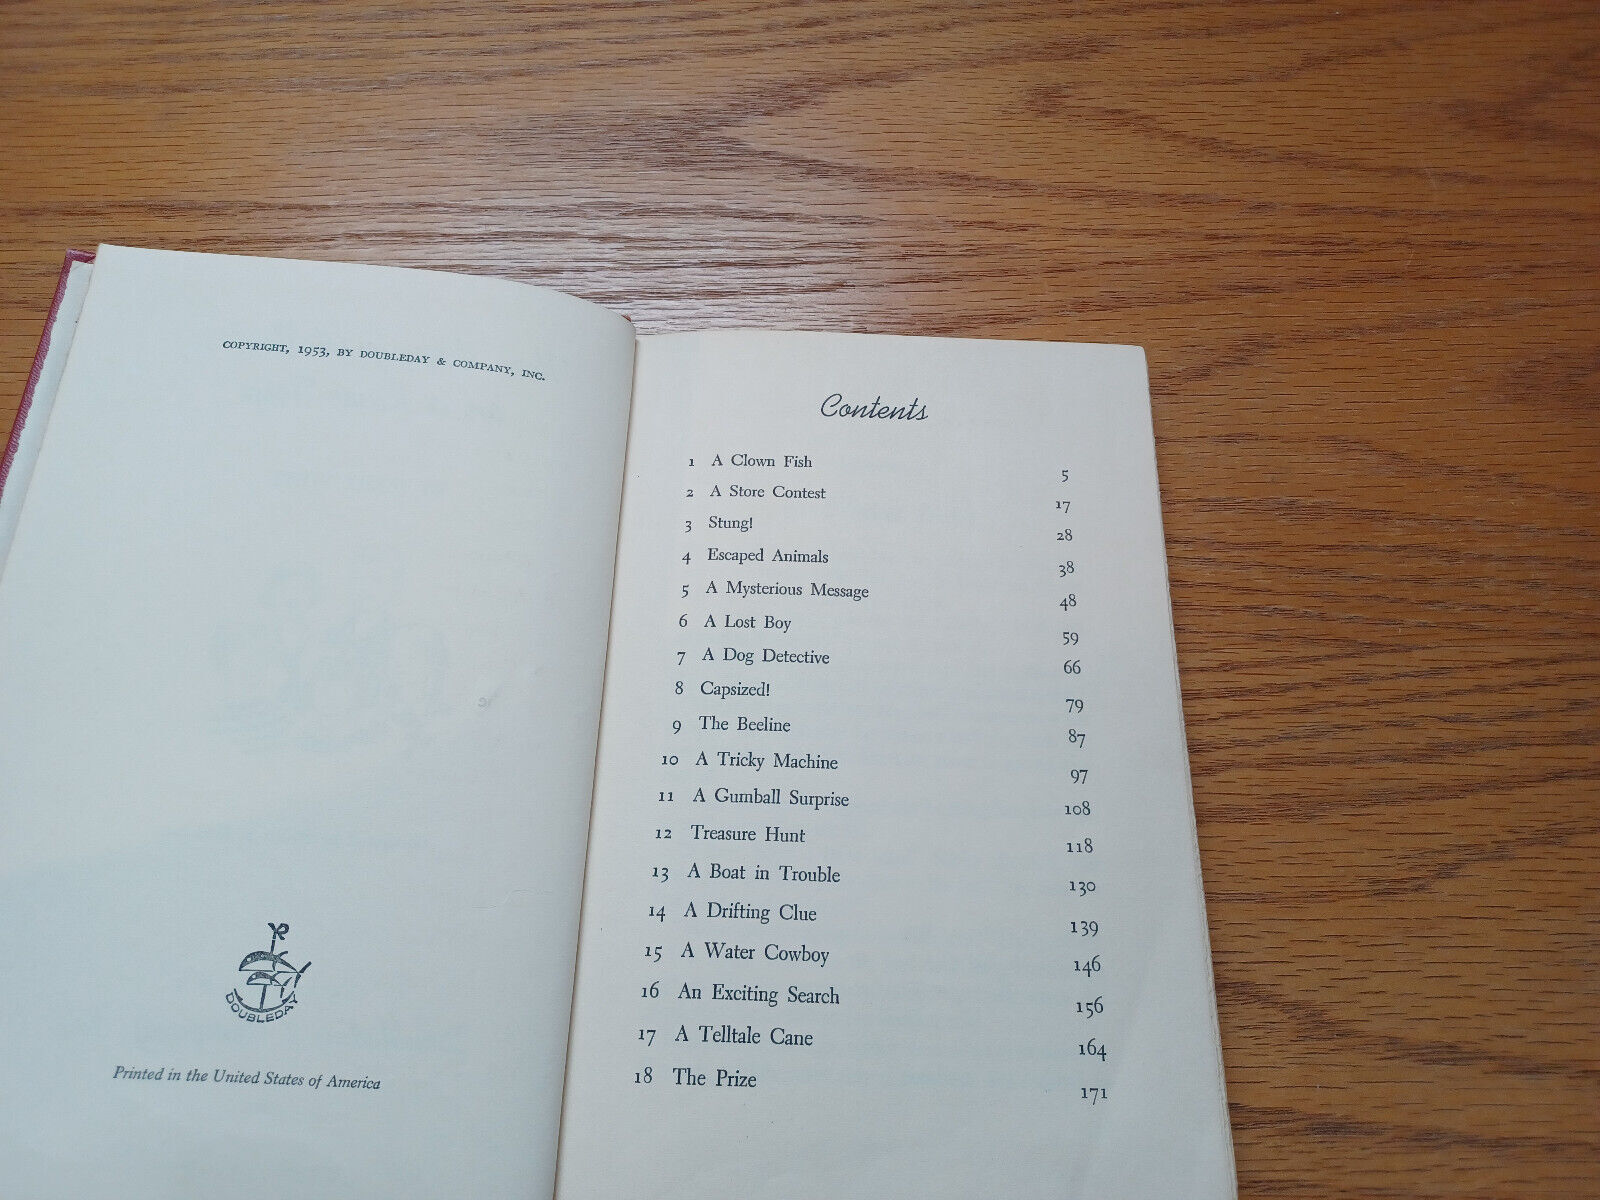 COPYRIGHT, 1953, BY DOUBLEDAY & COMPANY, INC.
DOUBLEDAY
Printed in the United States of America
Contents
1 A Clown Fish 5
2 A Store Contest 17
3 Stung! 28
4 Escaped Animals 38
5 A Mysterious Message 48
6 A Lost Boy 59
7 A Dog Detective 66
8 Capsized! 79
9 The Beeline 87
10 A Tricky Machine 97
11 A Gumball Surprise 108
12 Treasure Hunt 118
13 A Boat in Trouble 130
14 A Drifting Clue 139
15 A Water Cowboy 146
16 An Exciting Search 156
17 A Telltale Cane 164
18 The Prize 171